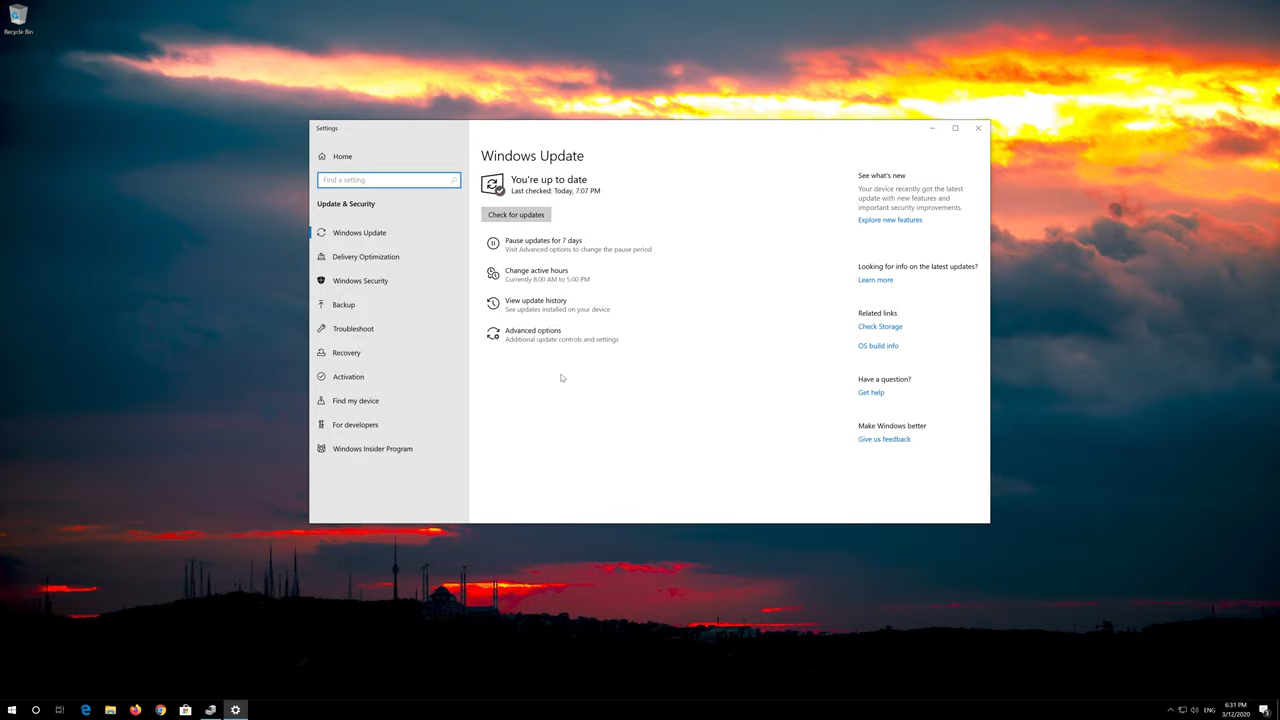 Recycle Bin
Settings
Home
Find a setting
Update & Security
Windows Update
Delivery Optimization
Windows Security
Backup
Troubleshoot
Recovery
Activation
Find my device
For developers
Windows Insider Program
Windows Update
You're up to date
Last checked: Today, 7:07 PM
Check for updates
Pause updates for 7 days
Visit Advanced options to change the pause period
Change active hours
Currently 8:00 AM to 5:00 PM
View update history
See updates installed on your device
Advanced options
Additional update controls and settings
See what's new
Your device recently got the latest
update with new features and
important security improvements.
Explore new features
Looking for info on the latest updates?
Learn more
Related links
Check Storage
OS build info
Have a question?
Get help
Make Windows better
Give us feedback
ENG
6:31 PM
3/12/2020